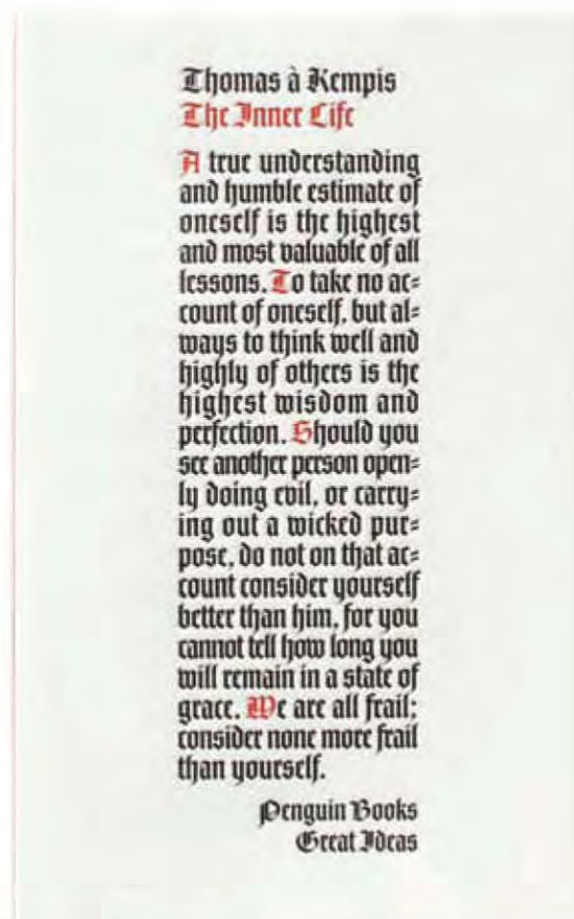 Thomas à Kempis
The Inner Life
A true understanding
and humble estimate of
oneself is the highest
and most valuable of all
lessons. To take no ac=
count of oneself, but al=
ways to think well and
highly of others is the
highest wisdom and
perfection. Should you
see another person open=
ly doing evil, or carry=
ing out a wicked pur=
pose, do not on that ac=
count consider yourself
better than him, for you
cannot tell how long you
will remain in a state of
grace. We are all frail;
consider none more frail
than yourself.
Penguin Books
Great Ideas